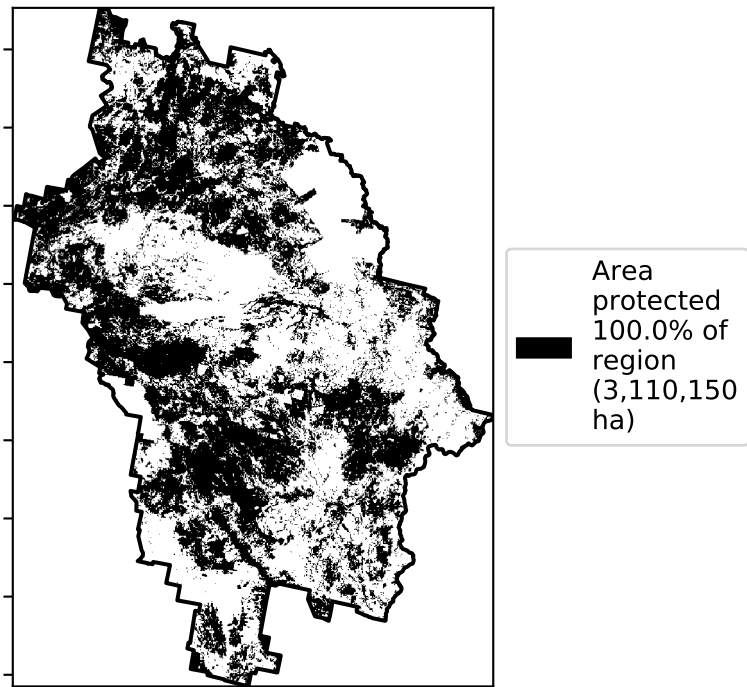 Area
protected
100.0% of
region
(3,110,150
ha)